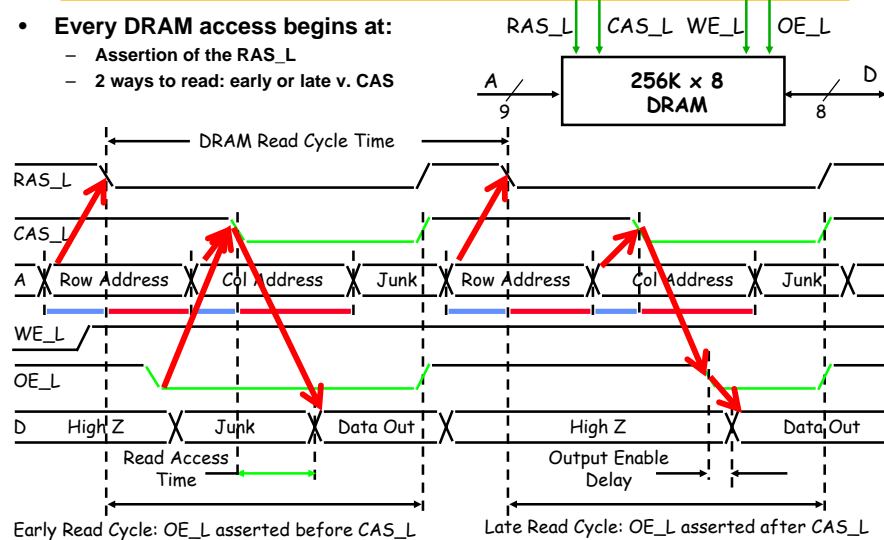 • Every DRAM access begins at:
– Assertion of the RAS_L
– 2 ways to read: early or late v. CAS
RAS_L CAS_L WE_L OE_L
A 256K x 8 D
DRAM
9 8
DRAM Read Cycle Time
RAS_L
CAS_L
A Row Address Col Address Junk Row Address Col Address Junk
WE_L
OE_L
D High Z Junk Data Out High Z Data Out
Read Access Output Enable
Time Delay
Early Read Cycle: OE_L asserted before CAS_L Late Read Cycle: OE_L asserted after CAS_L